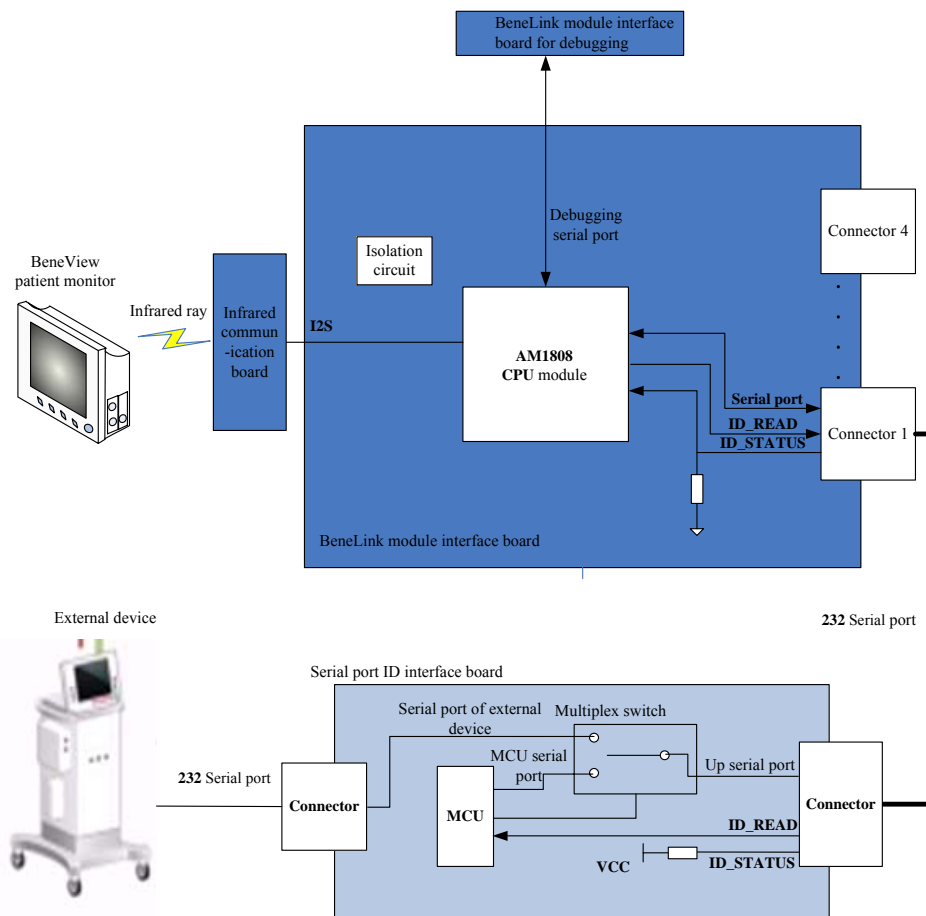 BeneLink module interface
board for debugging
Debugging
serial port
Connector 4
Isolation
circuit
BeneView
patient monitor
Infrared ray
Infrared
commun
-ication
board
I2S
AM1808
CPU module
Serial port
ID_READ
ID_STATUS
Connector 1
BeneLink module interface board
External device
232 Serial port
Serial port ID interface board
Serial port of external
device
Multiplex switch
MCU serial
port
Up serial port
232 Serial port
Connector
MCU
Connector
ID_READ
VCC
ID_STATUS